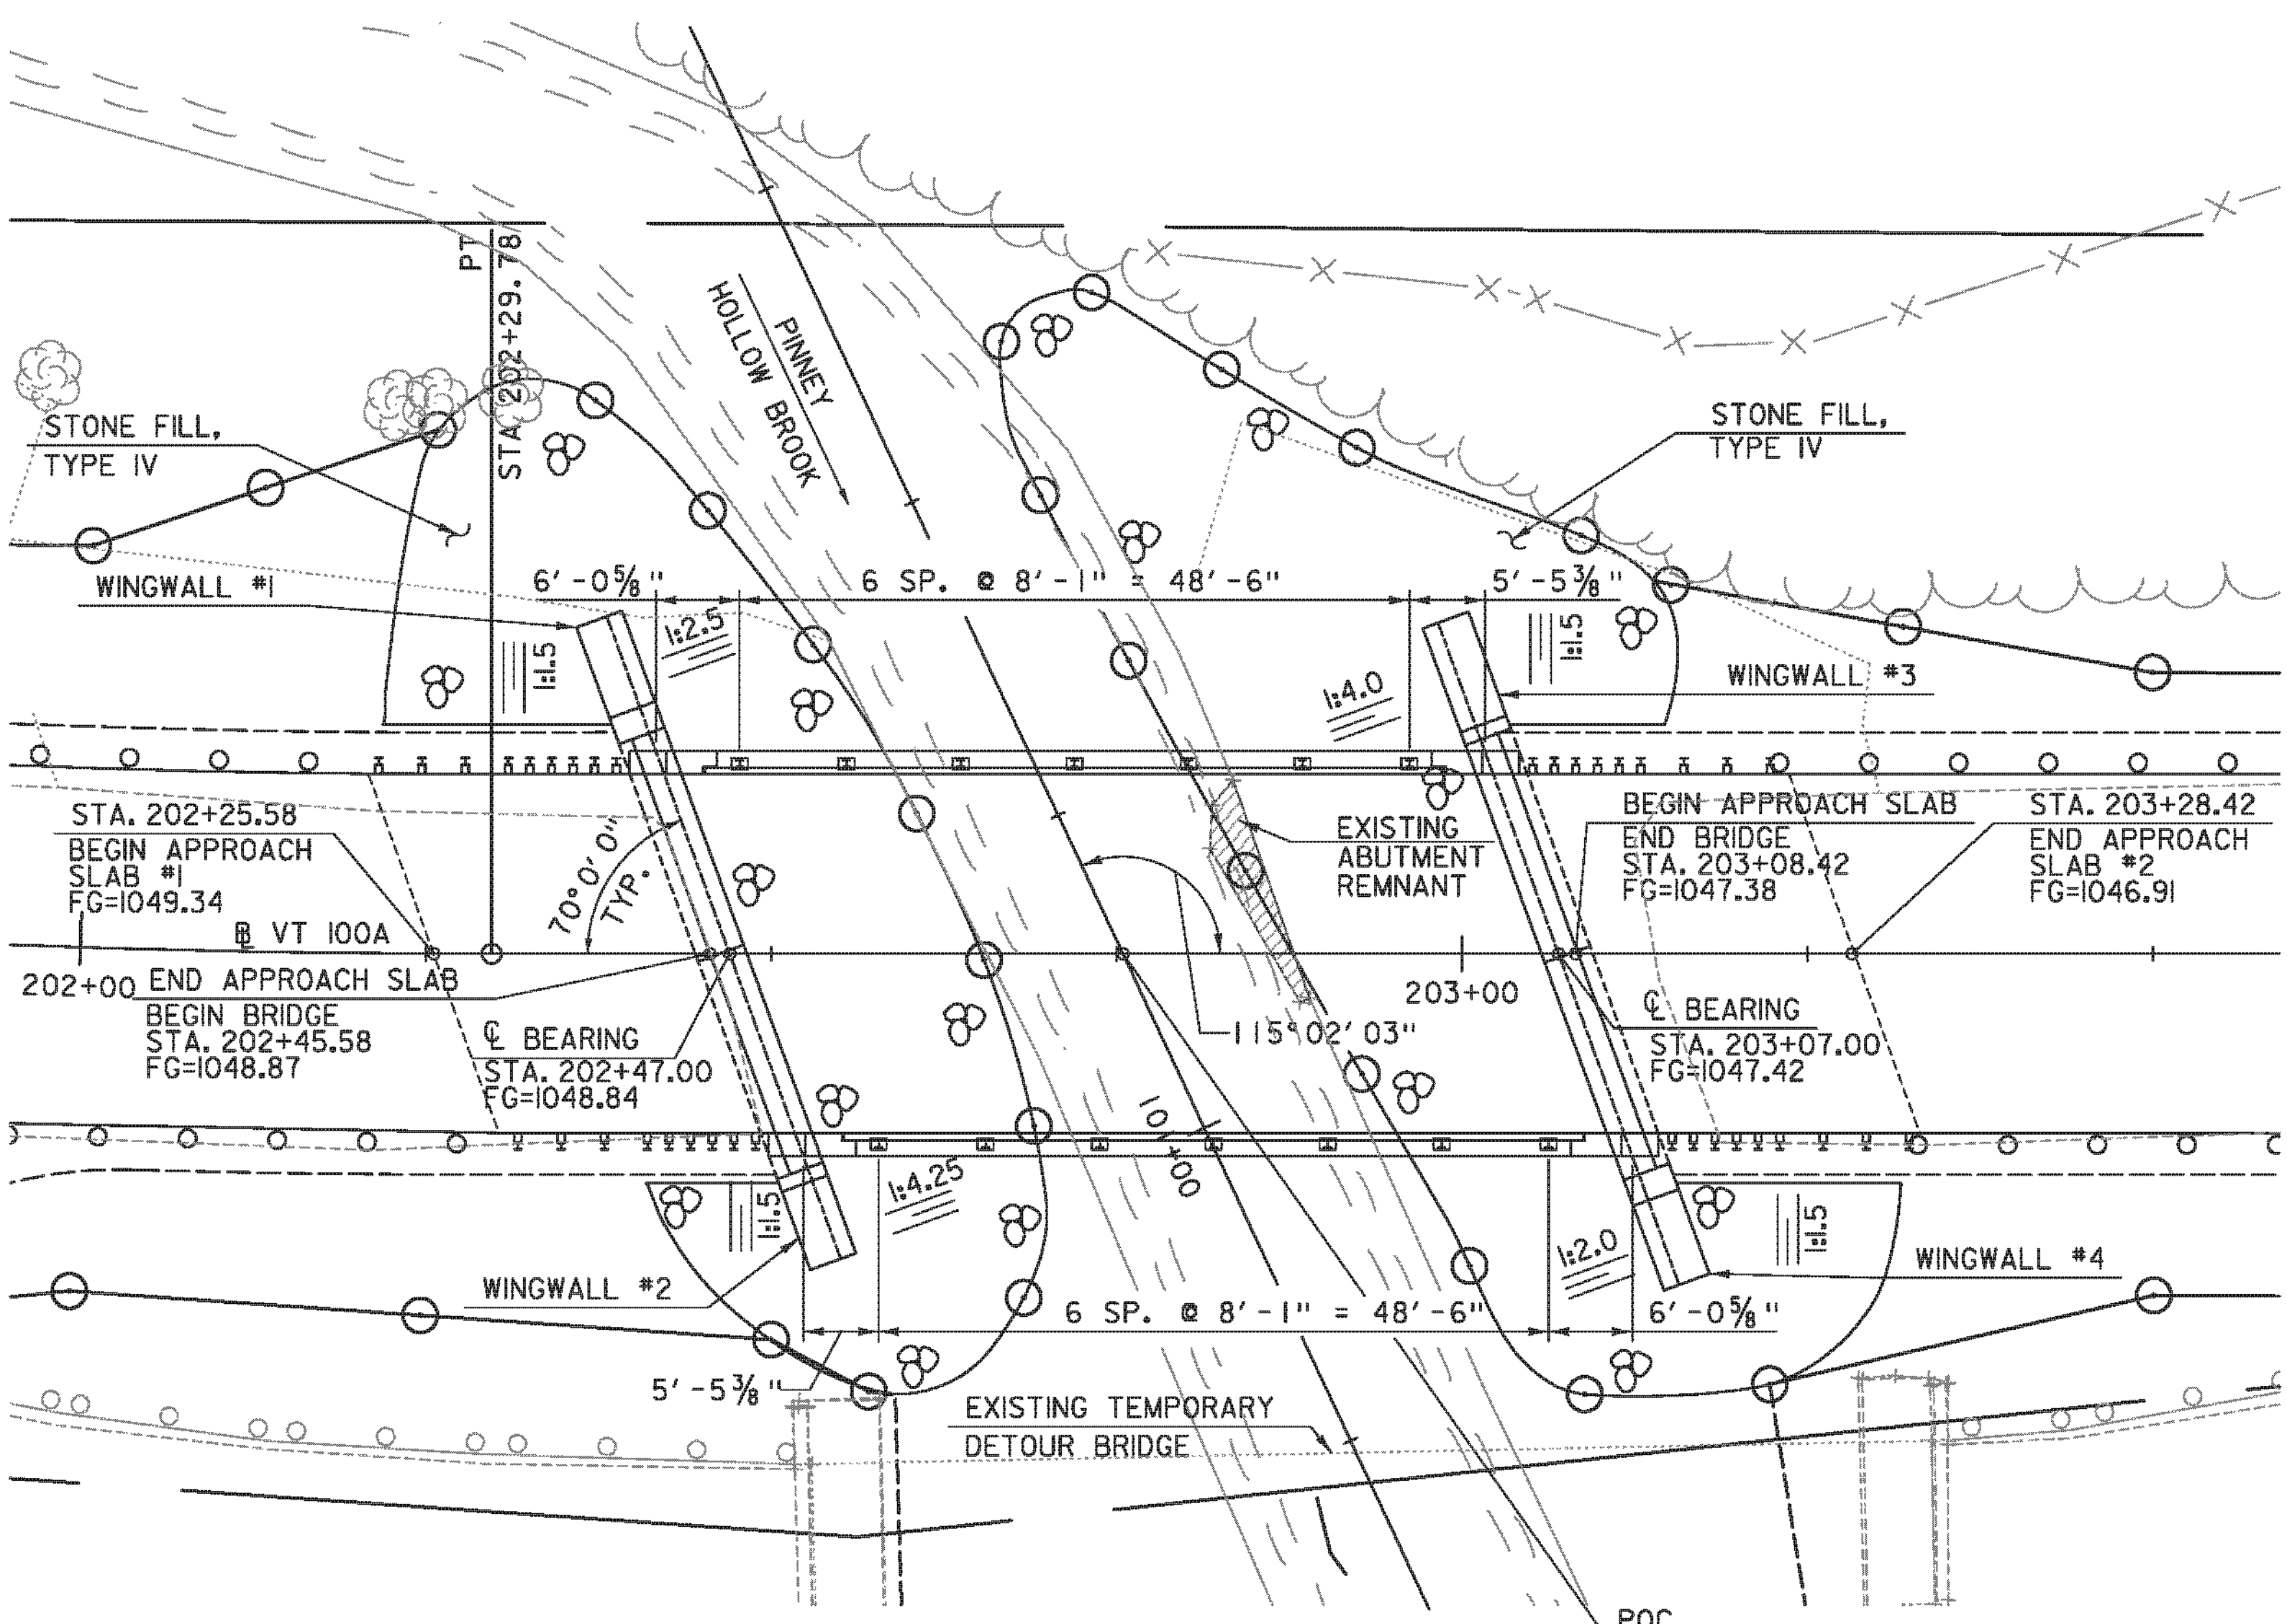 PT
STA. 202+29.78
PINNEY
HOLLOW BROOK
STONE FILL,
TYPE IV
STONE FILL,
TYPE IV
WINGWALL #1
6'-0⅝"
6 SP. @ 8'-1" = 48'-6"
5'-5⅜"
1:1.5
1:2.5
1:4.0
1:1.5
WINGWALL #3
STA. 202+25.58
BEGIN APPROACH
SLAB #1
FG=1049.34
70°0'0"
TYP.
EXISTING
ABUTMENT
REMNANT
BEGIN APPROACH SLAB
END BRIDGE
STA. 203+08.42
FG=1047.38
STA. 203+28.42
END APPROACH
SLAB #2
FG=1046.91
BL VT 100A
202+00
END APPROACH SLAB
BEGIN BRIDGE
STA. 202+45.58
FG=1048.87
℄ BEARING
STA. 202+47.00
FG=1048.84
115°02'03"
203+00
℄ BEARING
STA. 203+07.00
FG=1047.42
101+00
1:1.5
1:4.25
1:2.0
1:1.5
WINGWALL #2
WINGWALL #4
6 SP. @ 8'-1" = 48'-6"
6'-0⅝"
5'-5⅜"
EXISTING TEMPORARY
DETOUR BRIDGE
POC